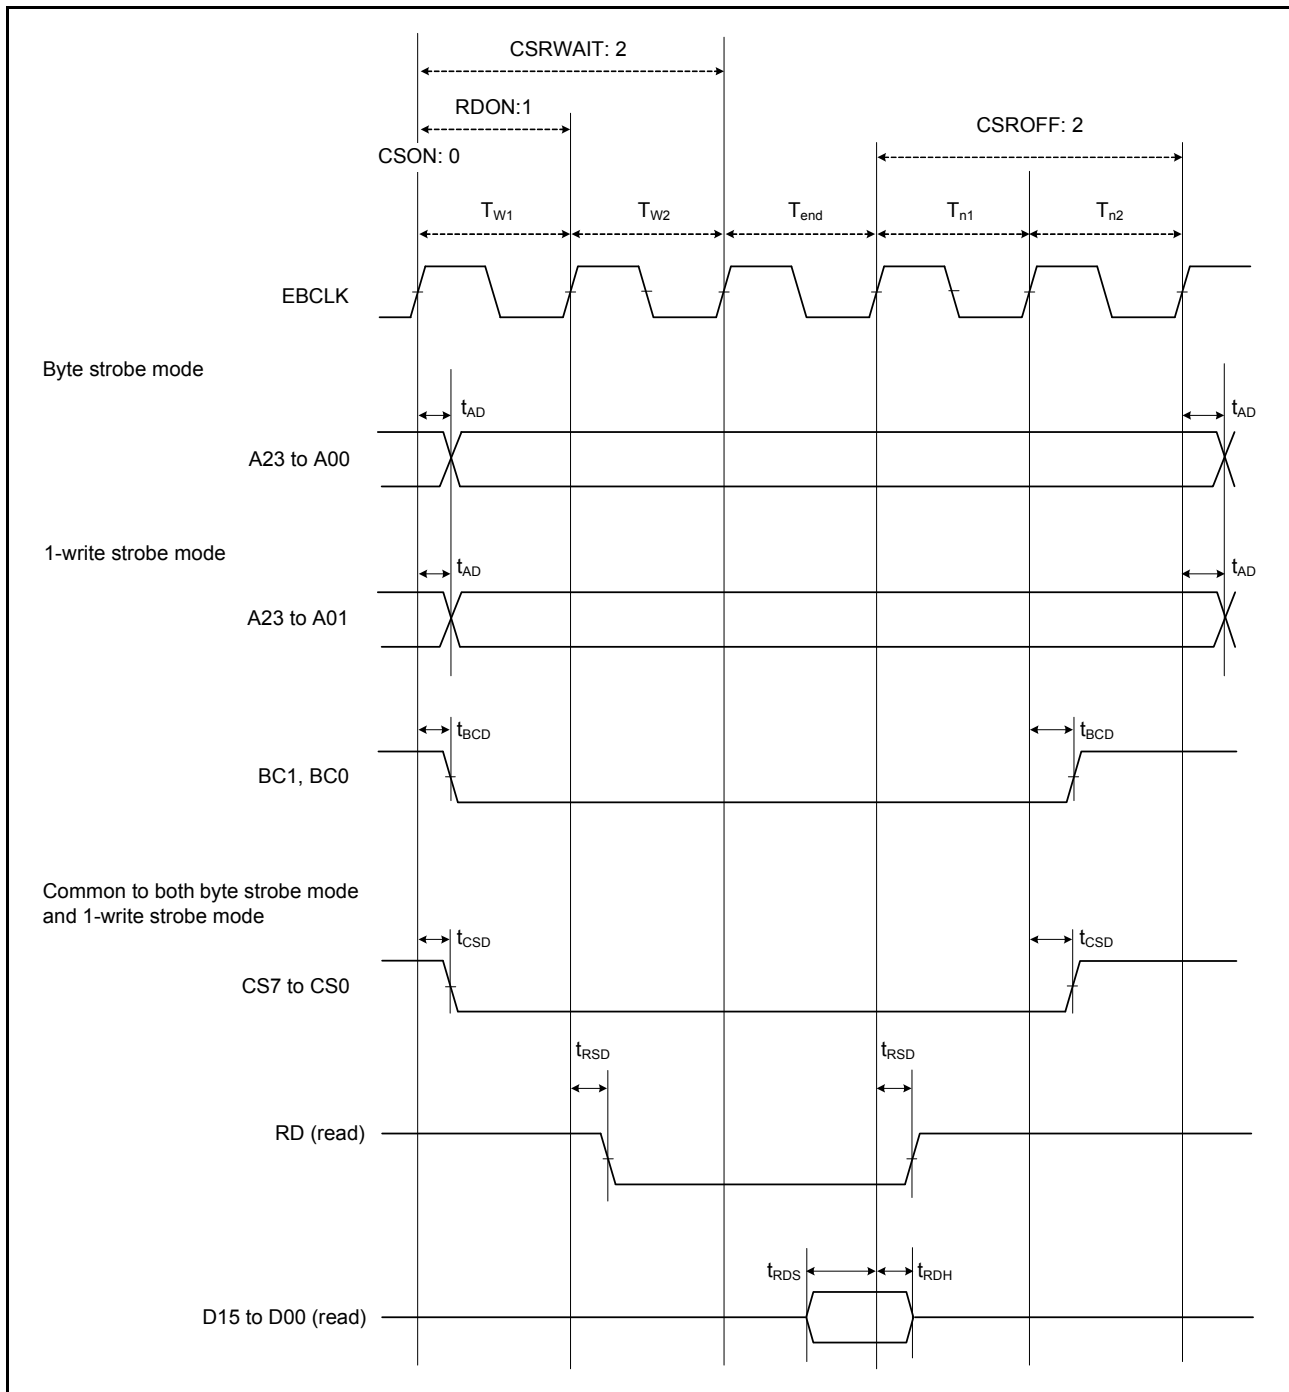 CSRWAIT: 2
RDON:1
CSROFF: 2
CSON: 0
TW1 TW2 Tend Tn1 Tn2
EBCLK
Byte strobe mode
tAD tAD
A23 to A00
1-write strobe mode
tAD tAD
A23 to A01
tBCD tBCD
BC1, BC0
Common to both byte strobe mode
and 1-write strobe mode
tCSD tCSD
CS7 to CS0
tRSD tRSD
RD (read)
tRDS tRDH
D15 to D00 (read)